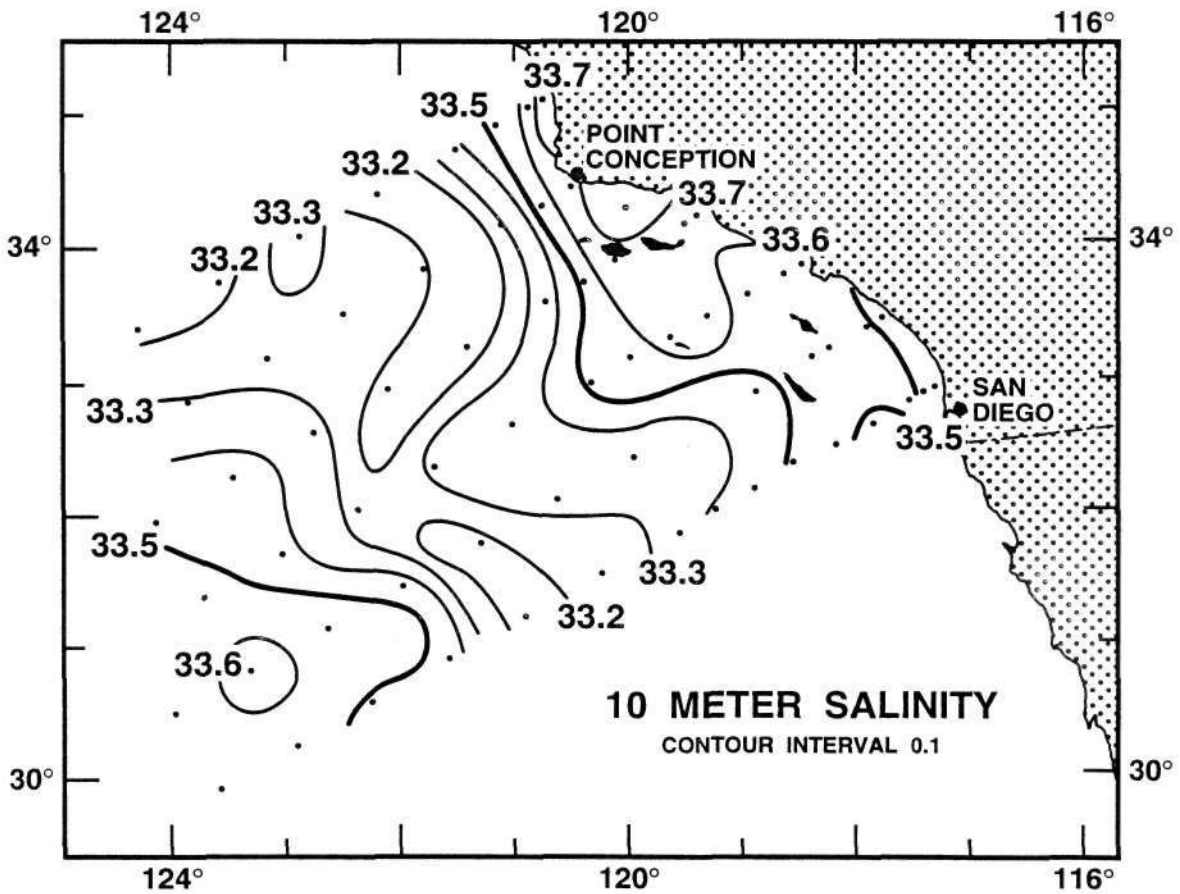 124° 120° 116°
33.7
33.5
POINT
CONCEPTION
33.2
33.7
33.3
34° 33.2 33.6 34°
33.3
SAN
DIEGO
33.5
33.5
33.3
33.2
33.6
10 METER SALINITY
CONTOUR INTERVAL 0.1
30° 30°
124° 120° 116°